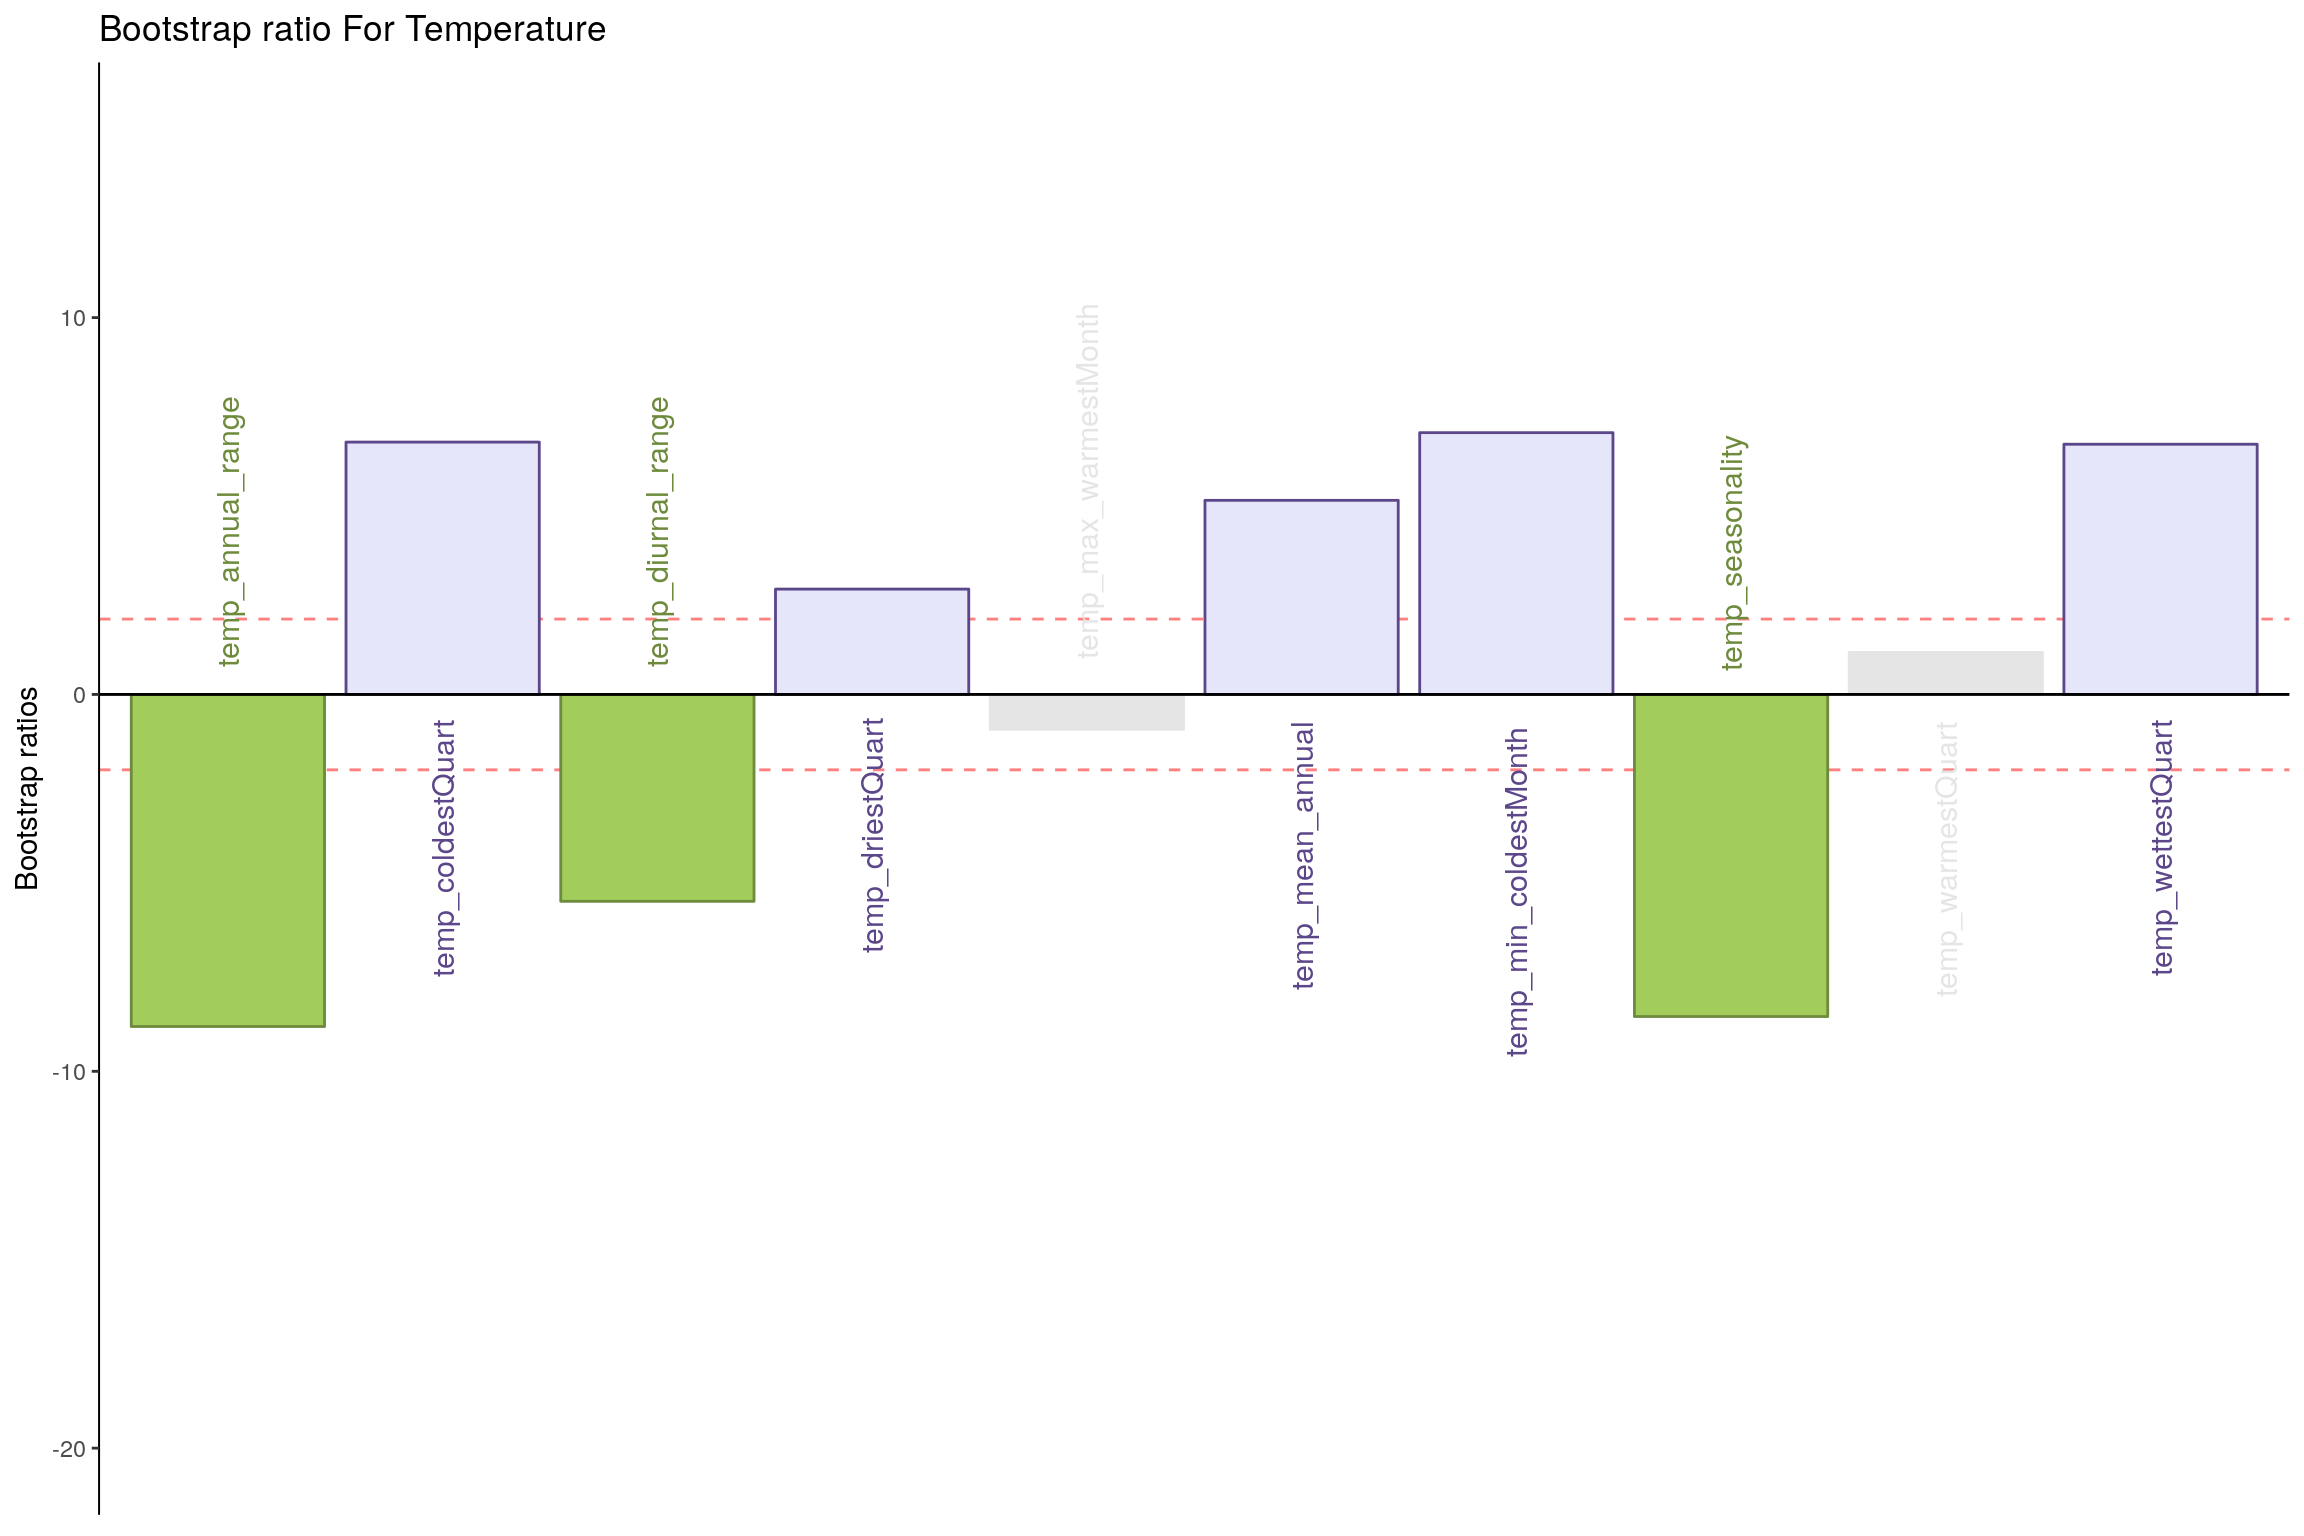 Bootstrap ratio For Temperature
Bootstrap ratios
10
0
-10
-20
temp_annual_range
temp_coldestQuart
temp_diurnal_range
temp_driestQuart
temp_max_warmestMonth
temp_mean_annual
temp_min_coldestMonth
temp_seasonality
temp_warmestQuart
temp_wettestQuart